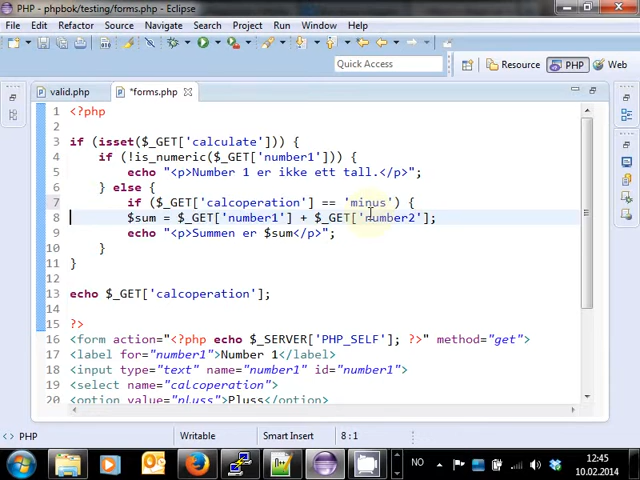 PHP - phpbok/testing/forms.php - Eclipse
File Edit Refactor Source Navigate Search Project Run Window Help
Quick Access Resource PHP Web
valid.php *forms.php
1 <?php
2
3 if (isset($_GET['calculate'])) {
4 if (!is_numeric($_GET['number1'])) {
5 echo "<p>Number 1 er ikke ett tall.</p>";
6 } else {
7 if ($_GET['calcoperation'] == 'minus') {
8 $sum = $_GET['number1'] + $_GET['number2'];
9 echo "<p>Summen er $sum</p>";
10 }
11 }
12
13 echo $_GET['calcoperation'];
14
15 ?>
16 <form action="<?php echo $_SERVER['PHP_SELF']; ?>" method="get">
17 <label for="number1">Number 1</label>
18 <input type="text" name="number1" id="number1">
19 <select name="calcoperation">
20 <option value="pluss">Pluss</option>
PHP Writable Smart Insert 8 : 1
NO 12:45
10.02.2014